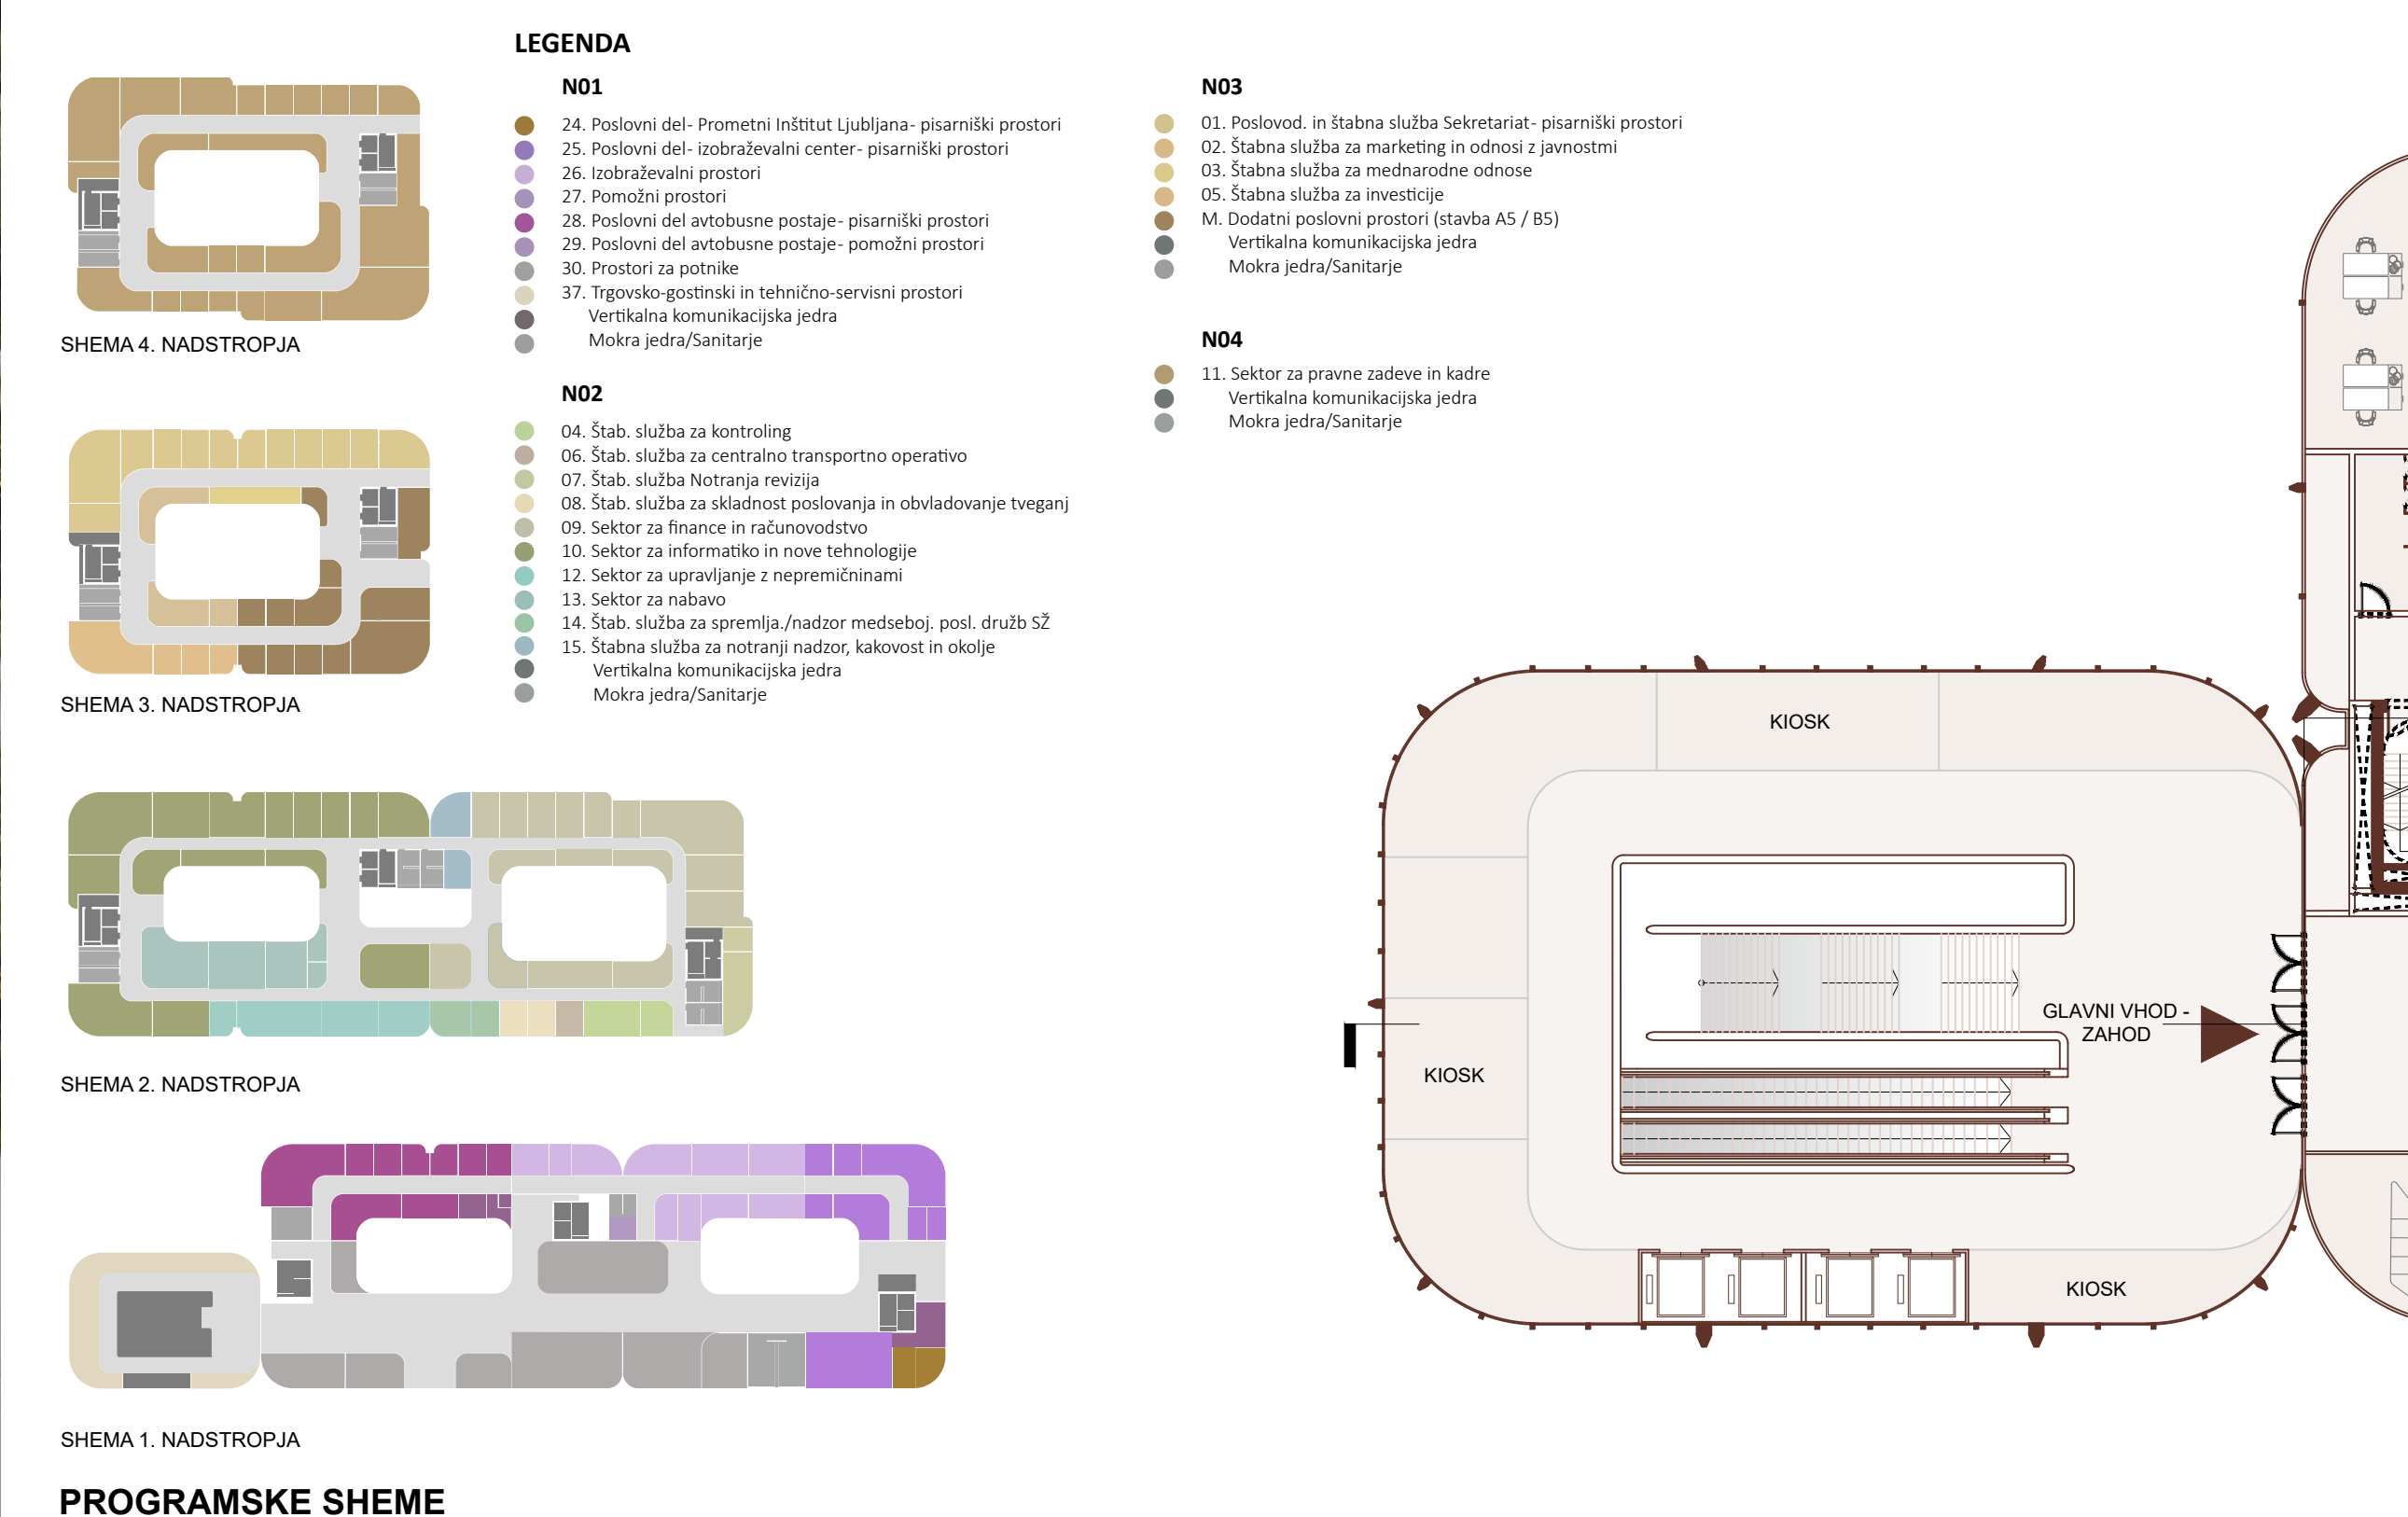 LEGENDA
N01
24. Poslovni del- Prometni Inštitut Ljubljana- pisarniški prostori
25. Poslovni del- izobraževalni center- pisarniški prostori
26. Izobraževalni prostori
27. Pomožni prostori
28. Poslovni del avtobusne postaje- pisarniški prostori
29. Poslovni del avtobusne postaje- pomožni prostori
30. Prostori za potnike
37. Trgovsko-gostinski in tehnično-servisni prostori
Vertikalna komunikacijska jedra
Mokra jedra/Sanitarje
N02
04. Štab. služba za kontroling
06. Štab. služba za centralno transportno operativo
07. Štab. služba Notranja revizija
08. Štab. služba za skladnost poslovanja in obvladovanje tveganj
09. Sektor za finance in računovodstvo
10. Sektor za informatiko in nove tehnologije
12. Sektor za upravljanje z nepremičninami
13. Sektor za nabavo
14. Štab. služba za spremlja./nadzor medseboj. posl. družb SŽ
15. Štabna služba za notranji nadzor, kakovost in okolje
Vertikalna komunikacijska jedra
Mokra jedra/Sanitarje
N03
01. Poslovod. in štabna služba Sekretariat- pisarniški prostori
02. Štabna služba za marketing in odnosi z javnostmi
03. Štabna služba za mednarodne odnose
05. Štabna služba za investicije
M. Dodatni poslovni prostori (stavba A5 / B5)
Vertikalna komunikacijska jedra
Mokra jedra/Sanitarje
N04
11. Sektor za pravne zadeve in kadre
Vertikalna komunikacijska jedra
Mokra jedra/Sanitarje
SHEMA 4. NADSTROPJA
SHEMA 3. NADSTROPJA
SHEMA 2. NADSTROPJA
SHEMA 1. NADSTROPJA
PROGRAMSKE SHEME
KIOSK
GLAVNI VHOD -
ZAHOD
KIOSK
KIOSK